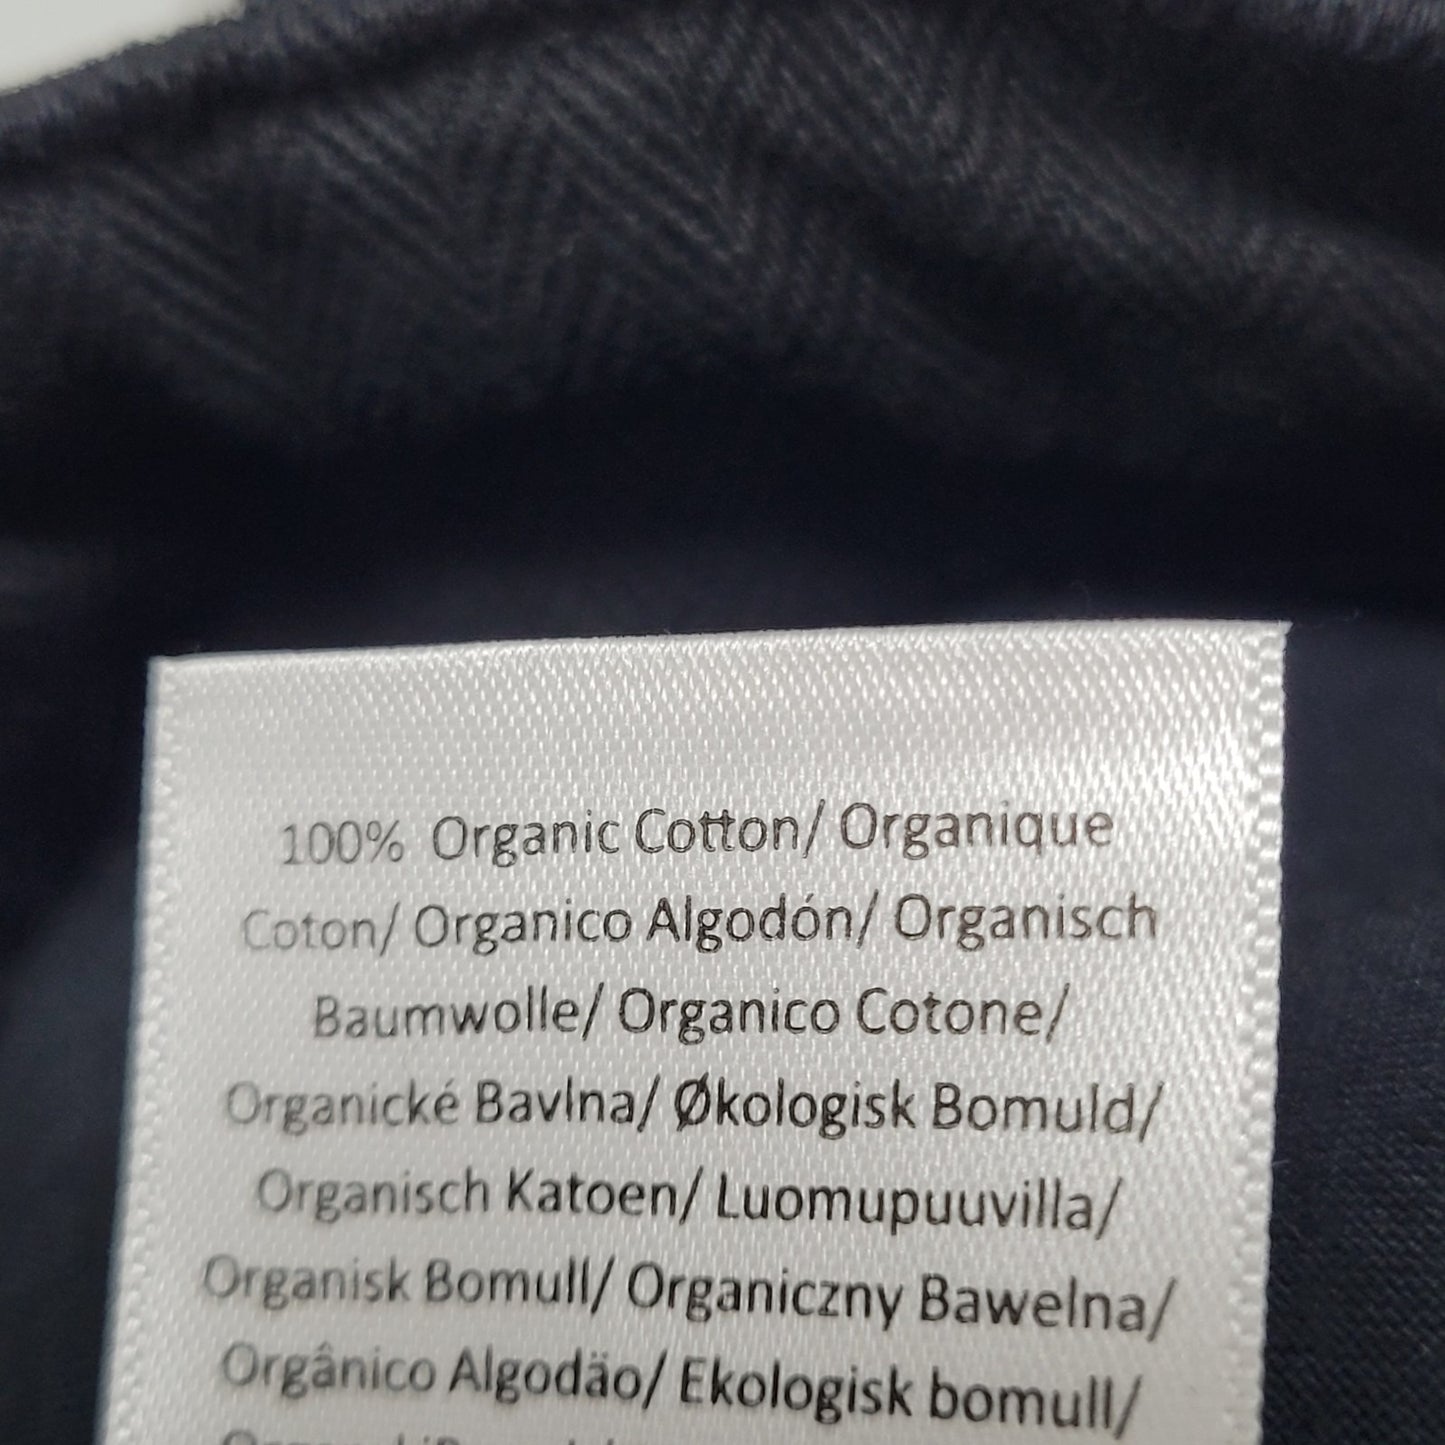 100% Organic Cotton/ Organique
Coton/ Organico Algodón/ Organisch
Baumwolle/ Organico Cotone/
Organické Bavlna/ Økologisk Bomuld/
Organisch Katoen/ Luomupuuvilla/
Organisk Bomull/ Organiczny Bawelna/
Orgânico Algodäo/ Ekologisk bomull/